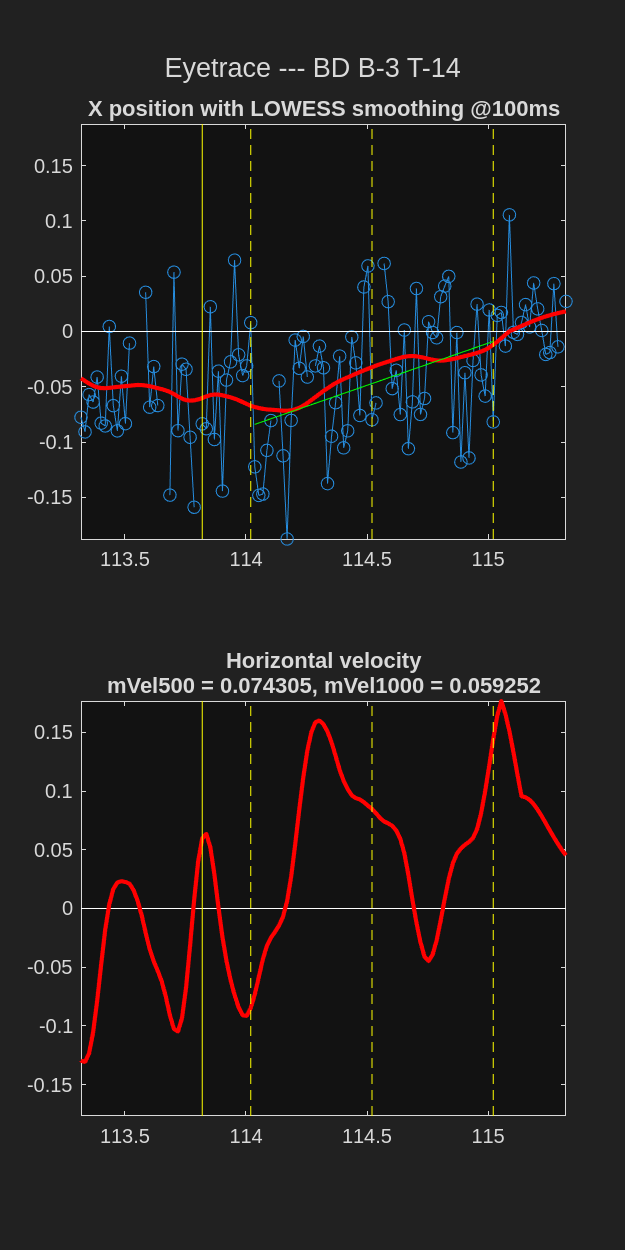 Eyetrace --- BD B-3 T-14
X position with LOWESS smoothing @100ms
0.15
0.1
0.05
0
-0.05
-0.1
-0.15
113.5 114 114.5 115
Horizontal velocity
mVel500 = 0.074305, mVel1000 = 0.059252
0.15
0.1
0.05
0
-0.05
-0.1
-0.15
113.5 114 114.5 115